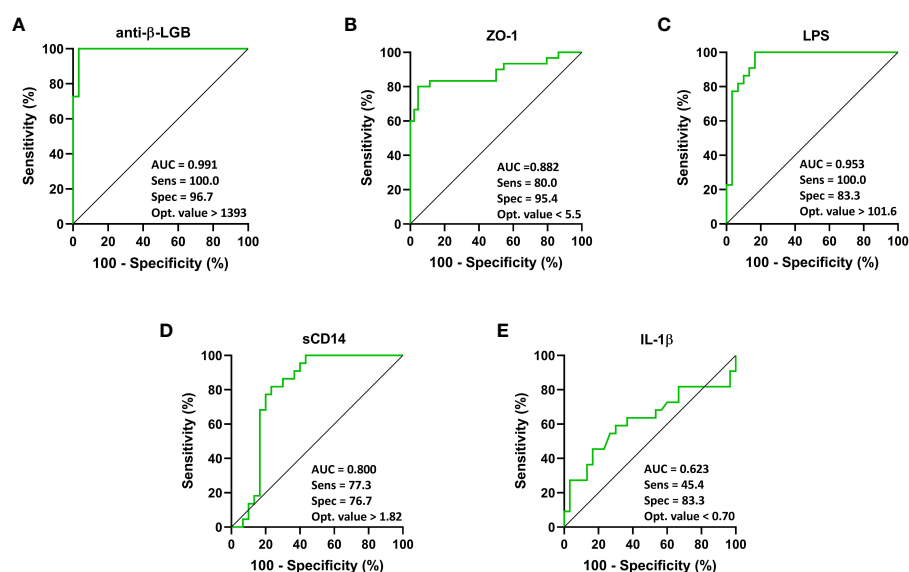 A
anti-β-LGB
100
80
60
40
20
0
Sensitivity (%)
AUC = 0.991
Sens = 100.0
Spec = 96.7
Opt. value > 1393
0 20 40 60 80 100
100 - Specificity (%)
B
ZO-1
100
80
60
40
20
0
Sensitivity (%)
AUC =0.882
Sens = 80.0
Spec = 95.4
Opt. value < 5.5
0 20 40 60 80 100
100 - Specificity (%)
C
LPS
100
80
60
40
20
0
Sensitivity (%)
AUC = 0.953
Sens = 100.0
Spec = 83.3
Opt. value > 101.6
0 20 40 60 80 100
100 - Specificity (%)
D
sCD14
100
80
60
40
20
0
Sensitivity (%)
AUC = 0.800
Sens = 77.3
Spec = 76.7
Opt. value > 1.82
0 20 40 60 80 100
100 - Specificity (%)
E
IL-1β
100
80
60
40
20
0
Sensitivity (%)
AUC = 0.623
Sens = 45.4
Spec = 83.3
Opt. value < 0.70
0 20 40 60 80 100
100 - Specificity (%)